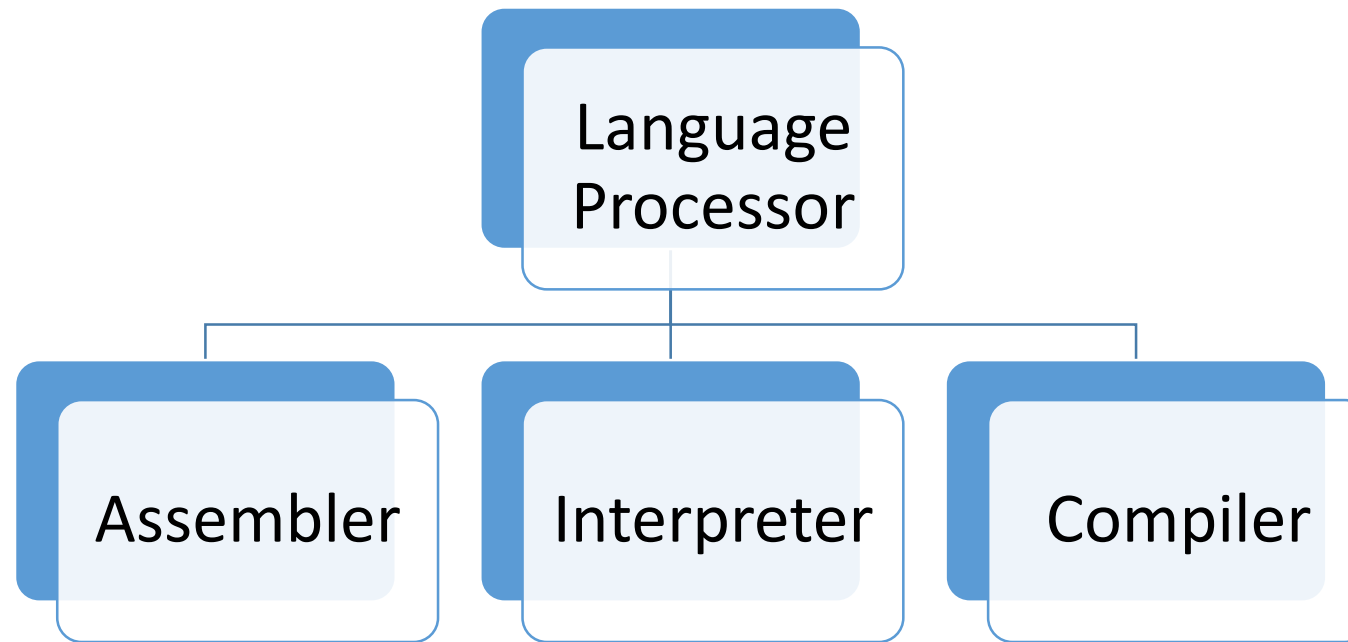 Language
Processor
Assembler
Interpreter
Compiler